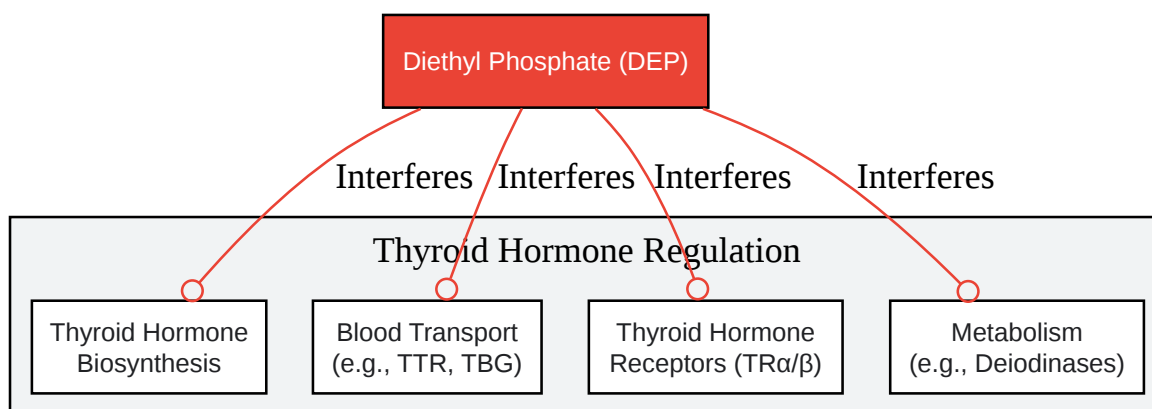 Diethyl Phosphate (DEP)
Interferes Interferes Interferes Interferes
Thyroid Hormone Regulation
Thyroid Hormone
Biosynthesis
Blood Transport
(e.g., TTR, TBG)
Thyroid Hormone
Receptors (TRα/β)
Metabolism
(e.g., Deiodinases)